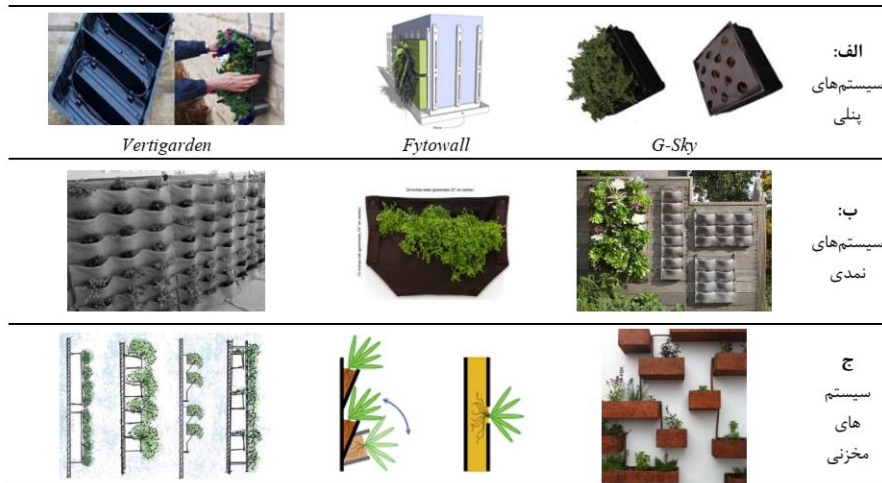 الف:
سیستم‌های
پنلی
G-Sky
Fytowall
Vertigarden
ب:
سیستم‌های
نمدی
ج
سیستم
های
مخزنی